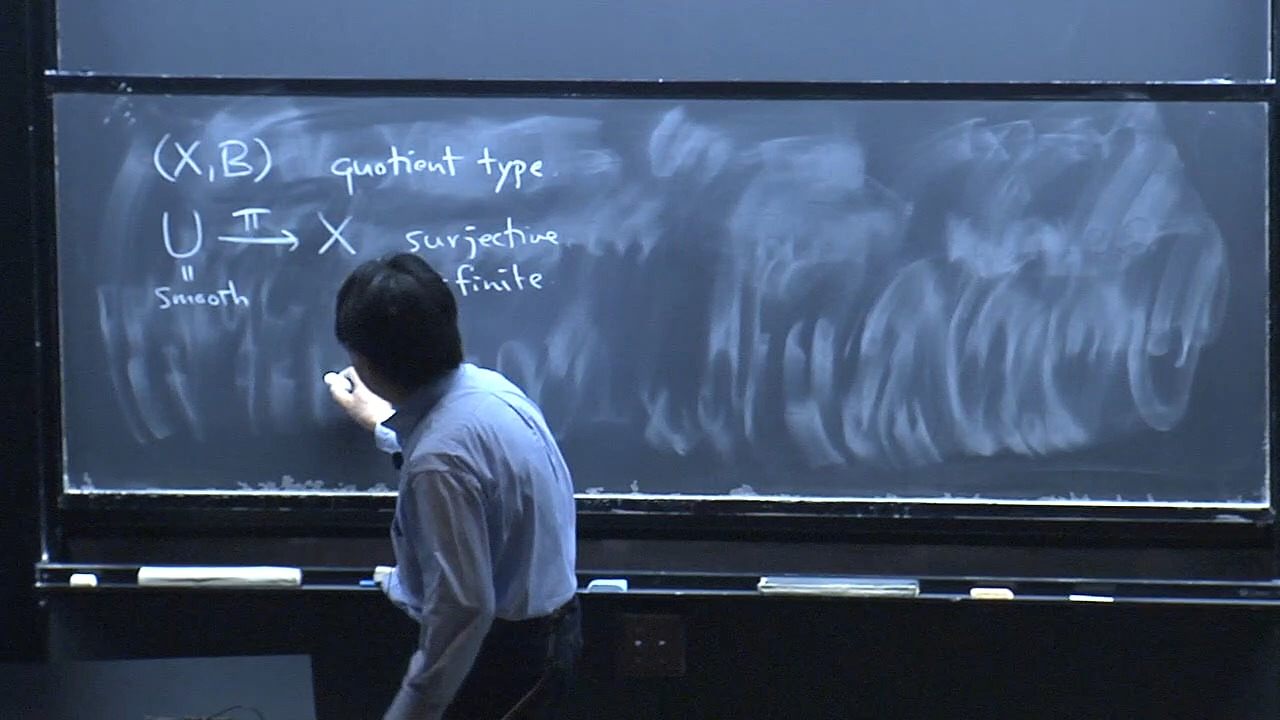 (X,B) quotient type
U →π X surjective
finite
"
smooth